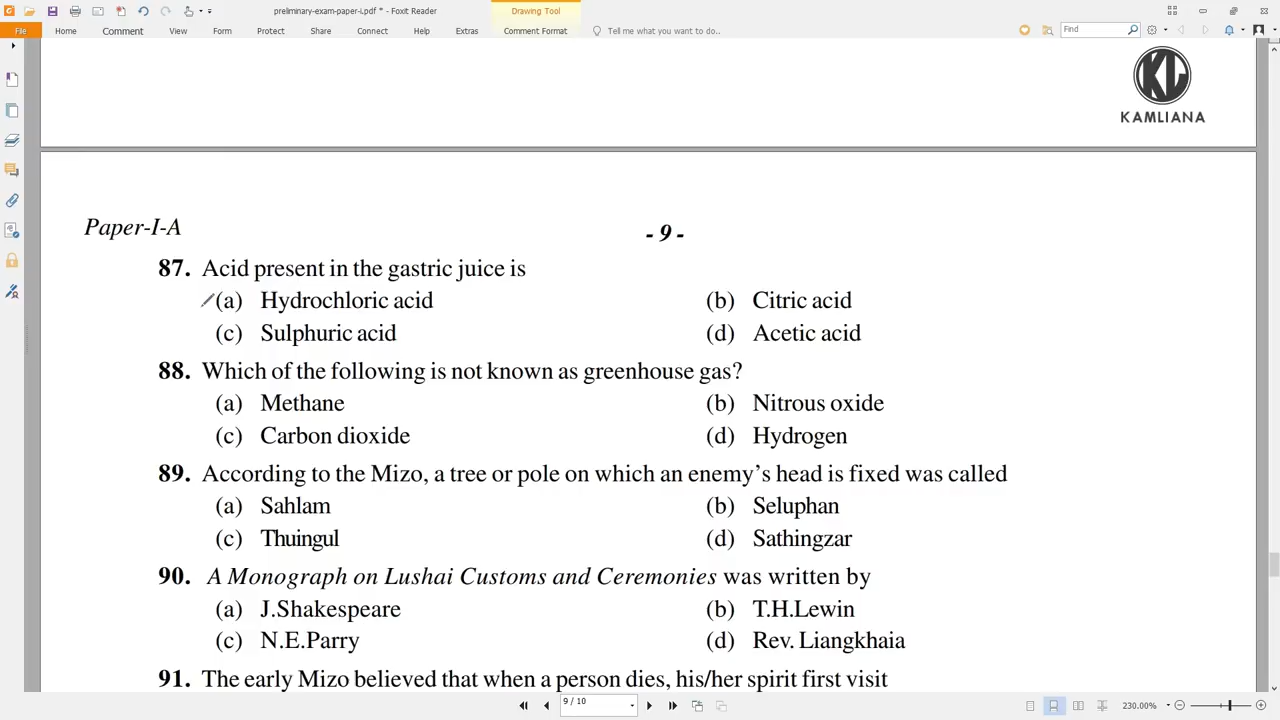 preliminary-exam-paper-i.pdf * - Foxit Reader
Drawing Tool
File Home Comment View Form Protect Share Connect Help Extras Comment Format Tell me what you want to do.. Find
KAMLIANA
Paper-I-A
- 9 -
87. Acid present in the gastric juice is
(a) Hydrochloric acid (b) Citric acid
(c) Sulphuric acid (d) Acetic acid
88. Which of the following is not known as greenhouse gas?
(a) Methane (b) Nitrous oxide
(c) Carbon dioxide (d) Hydrogen
89. According to the Mizo, a tree or pole on which an enemy's head is fixed was called
(a) Sahlam (b) Seluphan
(c) Thuingul (d) Sathingzar
90. A Monograph on Lushai Customs and Ceremonies was written by
(a) J.Shakespeare (b) T.H.Lewin
(c) N.E.Parry (d) Rev. Liangkhaia
91. The early Mizo believed that when a person dies, his/her spirit first visit
9 / 10 230.00%